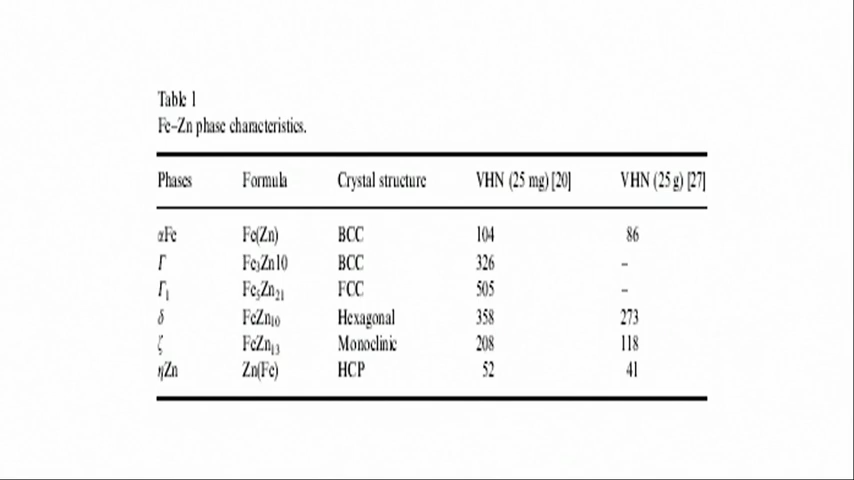 Table 1
Fe–Zn phase characteristics.
Phases Formula Crystal structure VHN (25 mg) [20] VHN (25 g) [27]
αFe Fe(Zn) BCC 104 86
Γ Fe₃Zn10 BCC 326 –
Γ₁ Fe₅Zn₂₁ FCC 505 –
δ FeZn₁₀ Hexagonal 358 273
ζ FeZn₁₃ Monoclinic 208 118
ηZn Zn(Fe) HCP 52 41